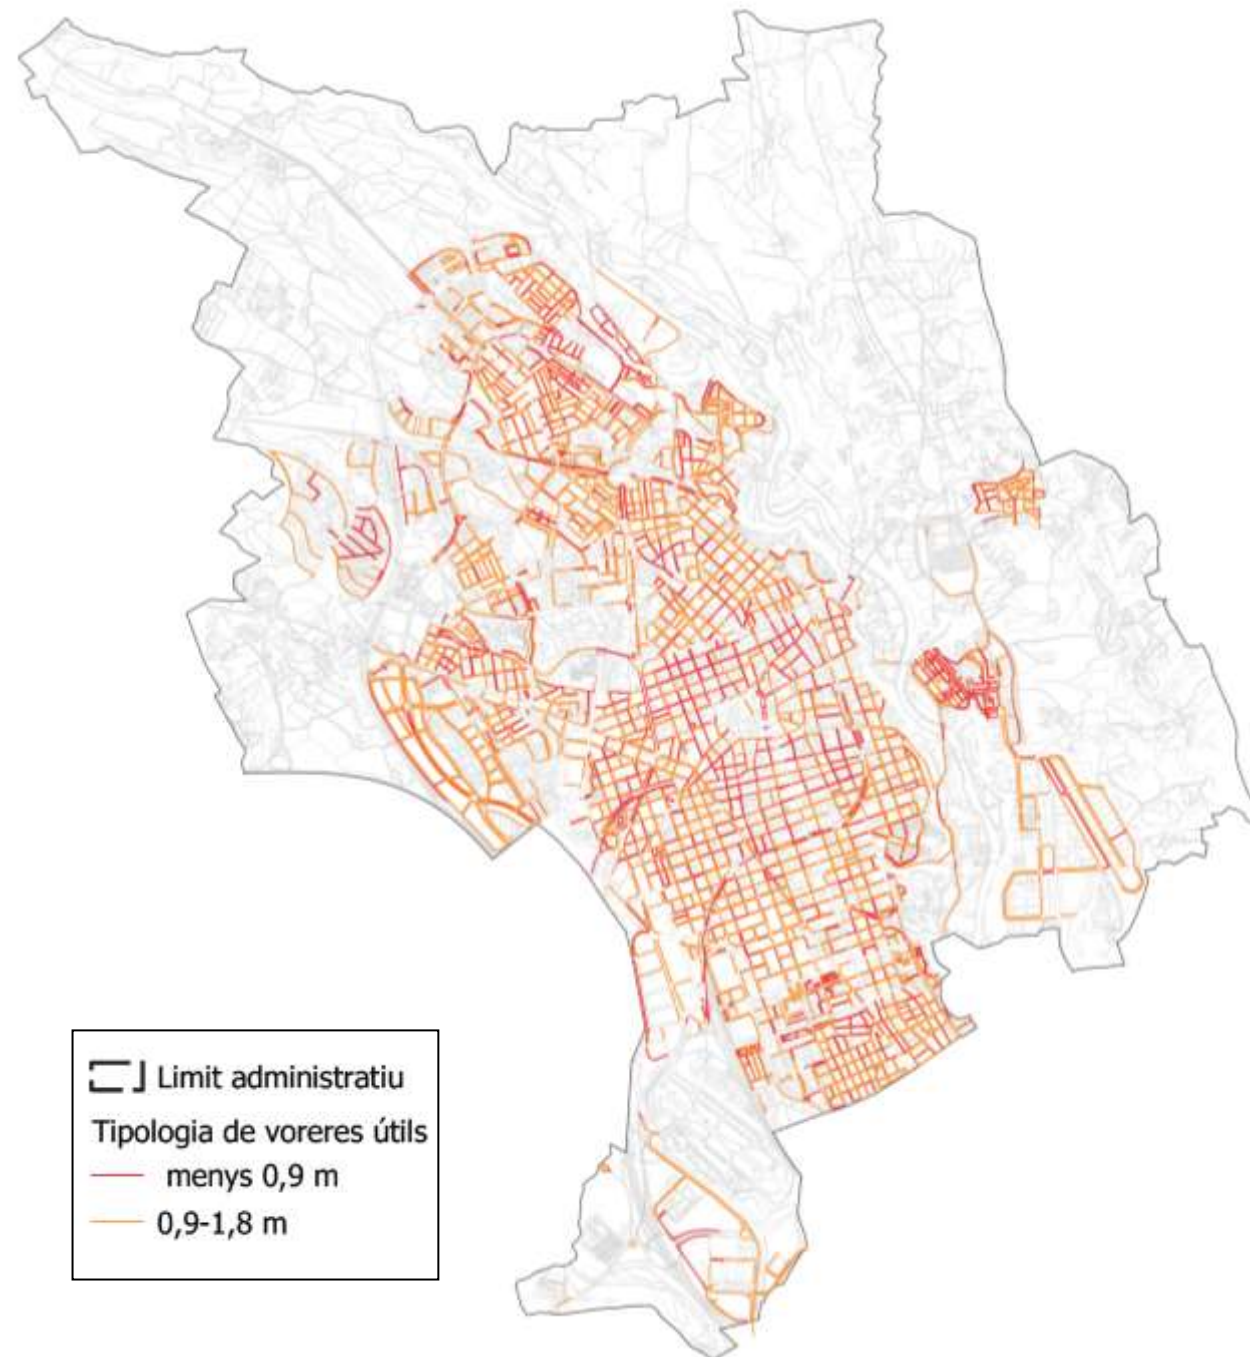 Limit administratiu
Tipologia de voreres útils
menys 0,9 m
0,9-1,8 m